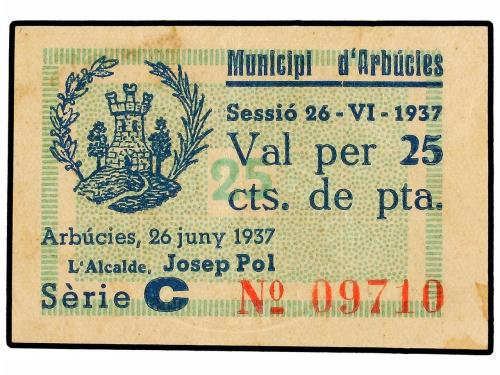 Municipi d'Arbúcies
Sessió 26-VI-1937
Val per 25
cts. de pta.
25
Arbúcies, 26 juny 1937
L'Alcalde, Josep Pol
Sèrie C Nº 09710